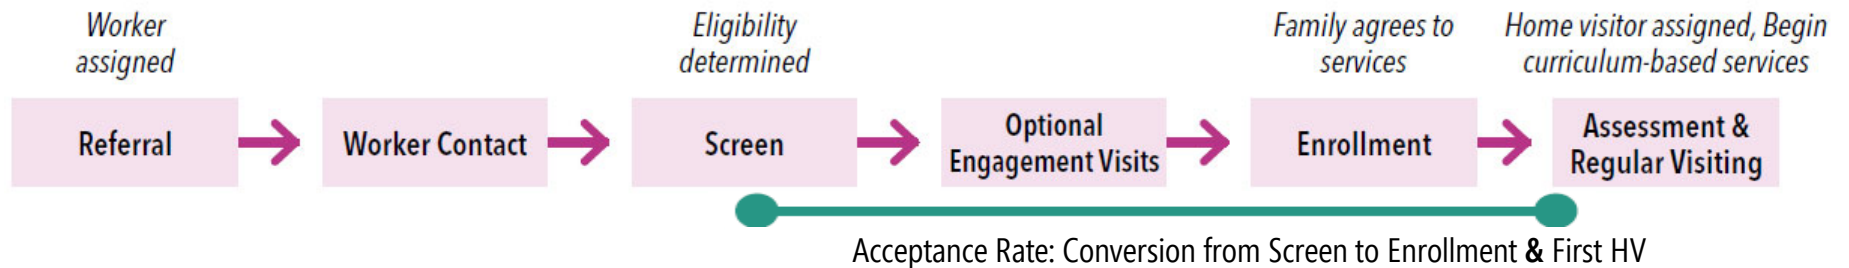 Worker
assigned
Eligibility
determined
Family agrees to
services
Home visitor assigned, Begin
curriculum-based services
Referral
Worker Contact
Screen
Optional
Engagement Visits
Enrollment
Assessment &
Regular Visiting
Acceptance Rate: Conversion from Screen to Enrollment & First HV